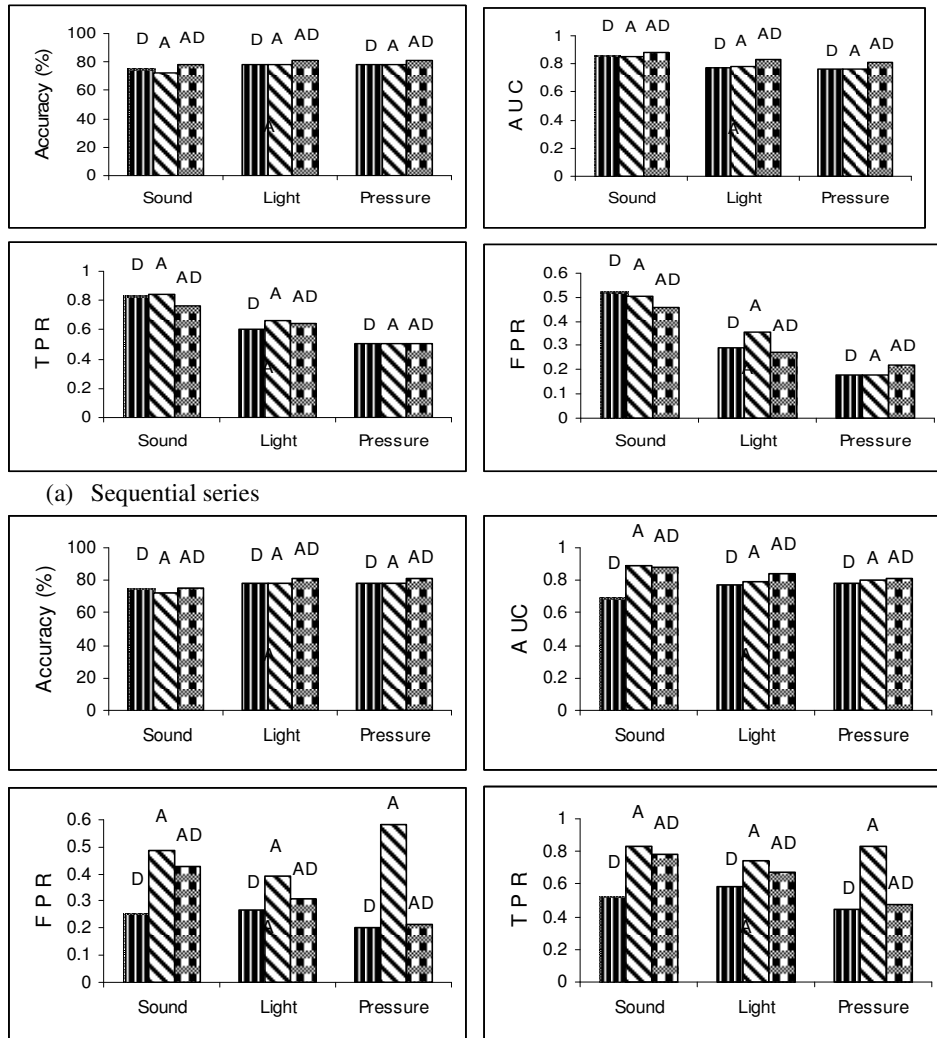 Accuracy (%)
100
80
60
40
20
0
D A AD
D A AD
D A AD
A
Sound Light Pressure
A U C
1
0.8
0.6
0.4
0.2
0
D A AD
D A AD
D A AD
A
Sound Light Pressure
T P R
1
0.8
0.6
0.4
0.2
0
D A AD
D A AD
D A AD
A
Sound Light Pressure
F P R
0.6
0.5
0.4
0.3
0.2
0.1
0
D A AD
D A AD
D A AD
A
Sound Light Pressure
(a) Sequential series
Accuracy (%)
100
80
60
40
20
0
D A AD
D A AD
D A AD
A
Sound Light Pressure
A UC
1
0.8
0.6
0.4
0.2
0
D A AD
D A AD
D A AD
A
Sound Light Pressure
F P R
0.6
0.5
0.4
0.3
0.2
0.1
0
D A AD
D A AD
D A AD
A
Sound Light Pressure
T P R
1
0.8
0.6
0.4
0.2
0
D A AD
D A AD
D A AD
A
Sound Light Pressure